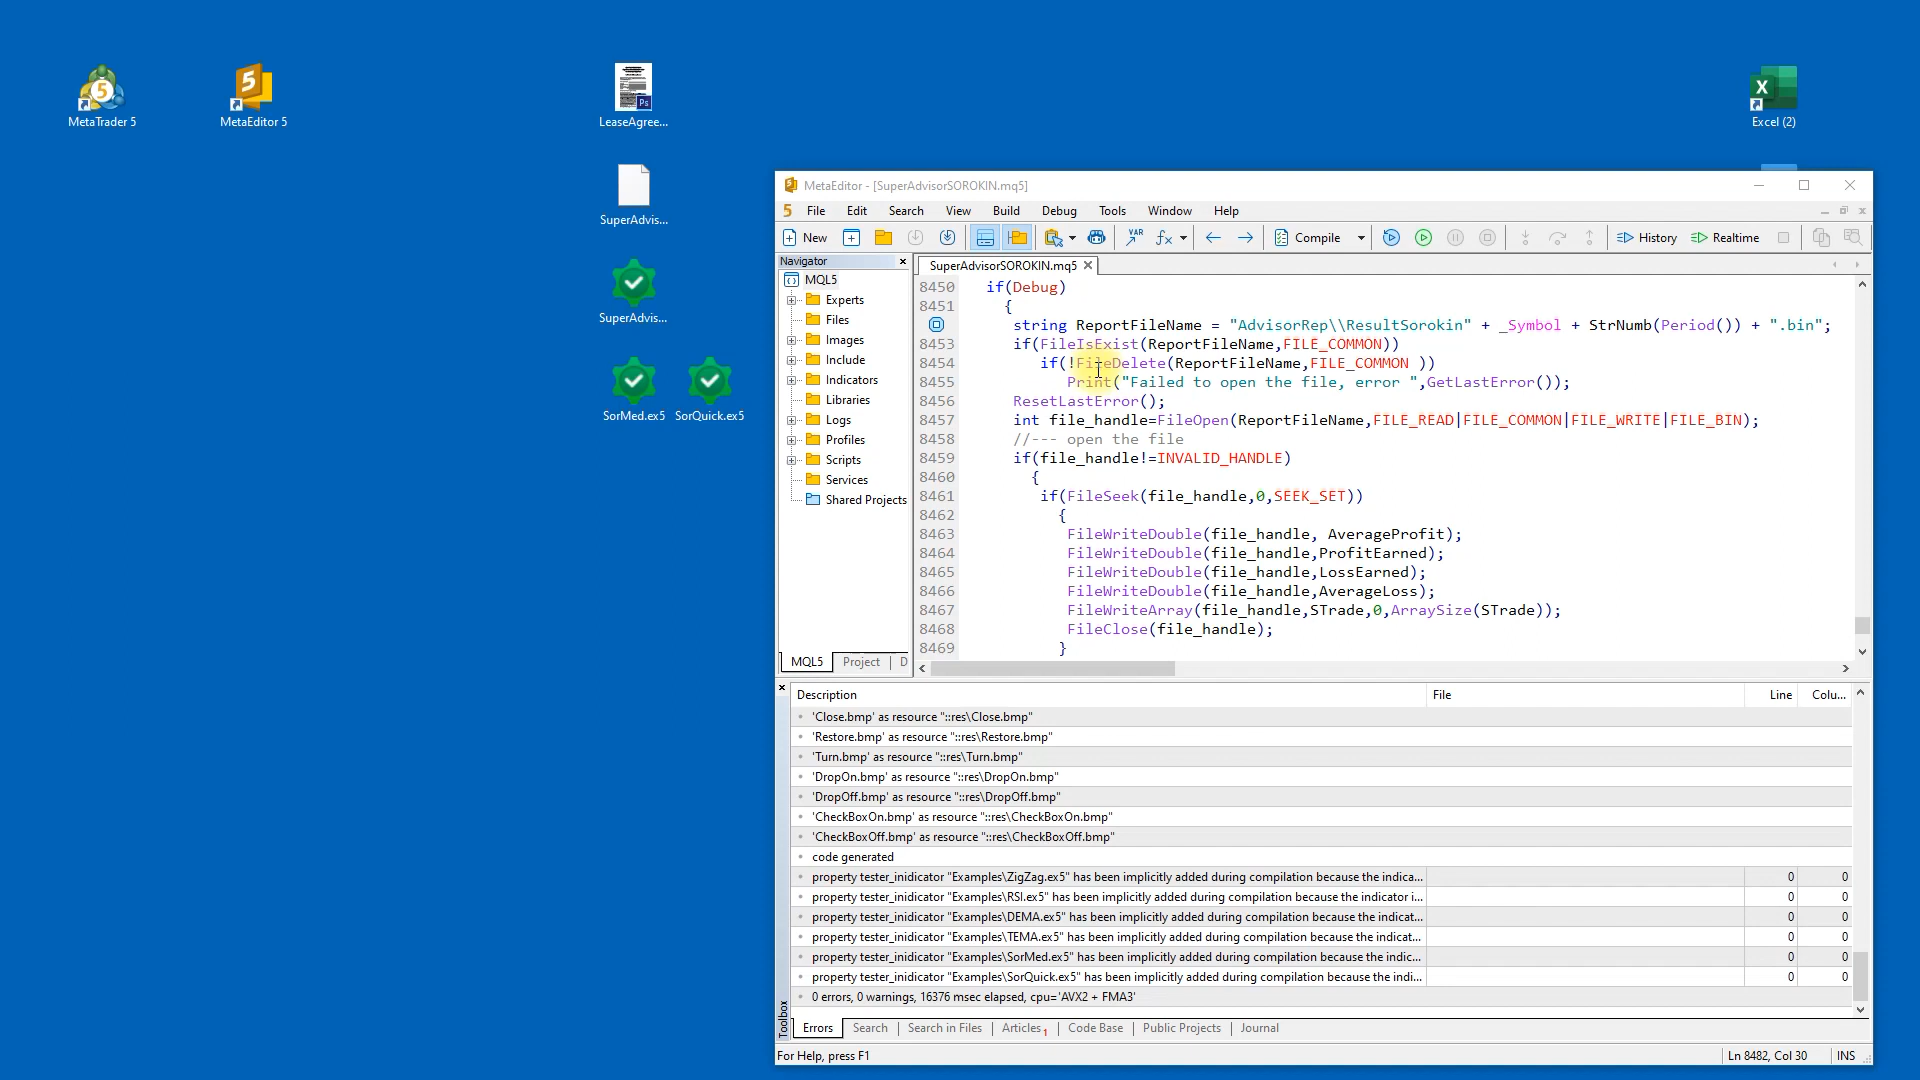 MetaTrader 5
MetaEditor 5
LeaseAgree...
Excel (2)
SuperAdvis...
SuperAdvis...
SorMed.ex5
SorQuick.ex5
MetaEditor - [SuperAdvisorSOROKIN.mq5]
File Edit Search View Build Debug Tools Window Help
New Compile History Realtime
Navigator
MQL5
Experts
Files
Images
Include
Indicators
Libraries
Logs
Profiles
Scripts
Services
Shared Projects
MQL5 Project D
SuperAdvisorSOROKIN.mq5
8450 if(Debug)
8451 {
string ReportFileName = "AdvisorRep\\ResultSorokin" + _Symbol + StrNumb(Period()) + ".bin";
8453 if(FileIsExist(ReportFileName,FILE_COMMON))
8454 if(!FileDelete(ReportFileName,FILE_COMMON ))
8455 Print("Failed to open the file, error ",GetLastError());
8456 ResetLastError();
8457 int file_handle=FileOpen(ReportFileName,FILE_READ|FILE_COMMON|FILE_WRITE|FILE_BIN);
8458 //--- open the file
8459 if(file_handle!=INVALID_HANDLE)
8460 {
8461 if(FileSeek(file_handle,0,SEEK_SET))
8462 {
8463 FileWriteDouble(file_handle, AverageProfit);
8464 FileWriteDouble(file_handle,ProfitEarned);
8465 FileWriteDouble(file_handle,LossEarned);
8466 FileWriteDouble(file_handle,AverageLoss);
8467 FileWriteArray(file_handle,STrade,0,ArraySize(STrade));
8468 FileClose(file_handle);
8469 }
Description File Line Colu...
'Close.bmp' as resource "::res\Close.bmp"
'Restore.bmp' as resource "::res\Restore.bmp"
'Turn.bmp' as resource "::res\Turn.bmp"
'DropOn.bmp' as resource "::res\DropOn.bmp"
'DropOff.bmp' as resource "::res\DropOff.bmp"
'CheckBoxOn.bmp' as resource "::res\CheckBoxOn.bmp"
'CheckBoxOff.bmp' as resource "::res\CheckBoxOff.bmp"
code generated
property tester_inidicator "Examples\ZigZag.ex5" has been implicitly added during compilation because the indica... 0 0
property tester_inidicator "Examples\RSI.ex5" has been implicitly added during compilation because the indicator i... 0 0
property tester_inidicator "Examples\DEMA.ex5" has been implicitly added during compilation because the indicat... 0 0
property tester_inidicator "Examples\TEMA.ex5" has been implicitly added during compilation because the indicat... 0 0
property tester_inidicator "Examples\SorMed.ex5" has been implicitly added during compilation because the indic... 0 0
property tester_inidicator "Examples\SorQuick.ex5" has been implicitly added during compilation because the indi... 0 0
0 errors, 0 warnings, 16376 msec elapsed, cpu='AVX2 + FMA3'
Toolbox
Errors Search Search in Files Articles 1 Code Base Public Projects Journal
For Help, press F1 Ln 8482, Col 30 INS